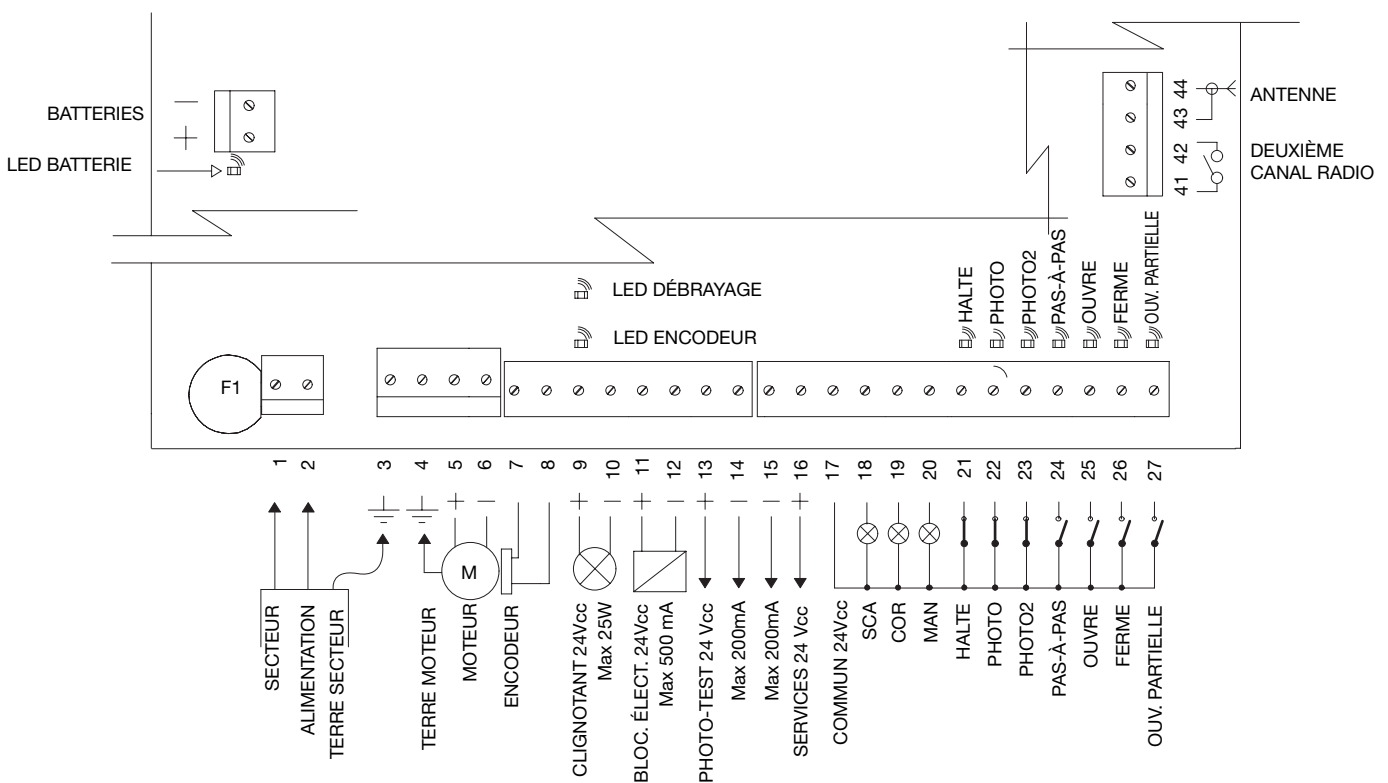 BATTERIES
−
+
LED BATTERIE
44
43
42
41
ANTENNE
DEUXIÈME
CANAL RADIO
LED DÉBRAYAGE
LED ENCODEUR
HALTE
PHOTO
PHOTO2
PAS-À-PAS
OUVRE
FERME
OUV. PARTIELLE
F1
1
2
3
4
5
6
7
8
9
10
11
12
13
14
15
16
17
18
19
20
21
22
23
24
25
26
27
+
−
+
−
+
−
+
−
−
+
M
SECTEUR
ALIMENTATION
TERRE SECTEUR
TERRE MOTEUR
MOTEUR
ENCODEUR
CLIGNOTANT 24Vcc
Max 25W
BLOC. ÉLECT. 24Vcc
Max 500 mA
PHOTO-TEST 24 Vcc
Max 200mA
Max 200mA
SERVICES 24 Vcc
COMMUN 24Vcc
SCA
COR
MAN
HALTE
PHOTO
PHOTO2
PAS-À-PAS
OUVRE
FERME
OUV. PARTIELLE